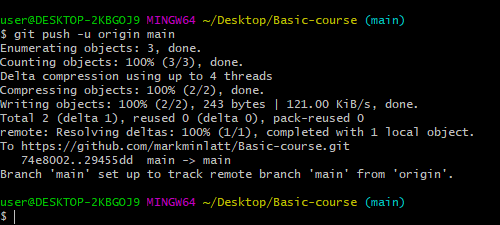 user@DESKTOP-2KBGOJ9 MINGW64 ~/Desktop/Basic-course (main)
$ git push -u origin main
Enumerating objects: 3, done.
Counting objects: 100% (3/3), done.
Delta compression using up to 4 threads
Compressing objects: 100% (2/2), done.
Writing objects: 100% (2/2), 243 bytes | 121.00 KiB/s, done.
Total 2 (delta 1), reused 0 (delta 0), pack-reused 0
remote: Resolving deltas: 100% (1/1), completed with 1 local object.
To https://github.com/markminlatt/Basic-course.git
   74e8002..29455dd  main -> main
Branch 'main' set up to track remote branch 'main' from 'origin'.
user@DESKTOP-2KBGOJ9 MINGW64 ~/Desktop/Basic-course (main)
$